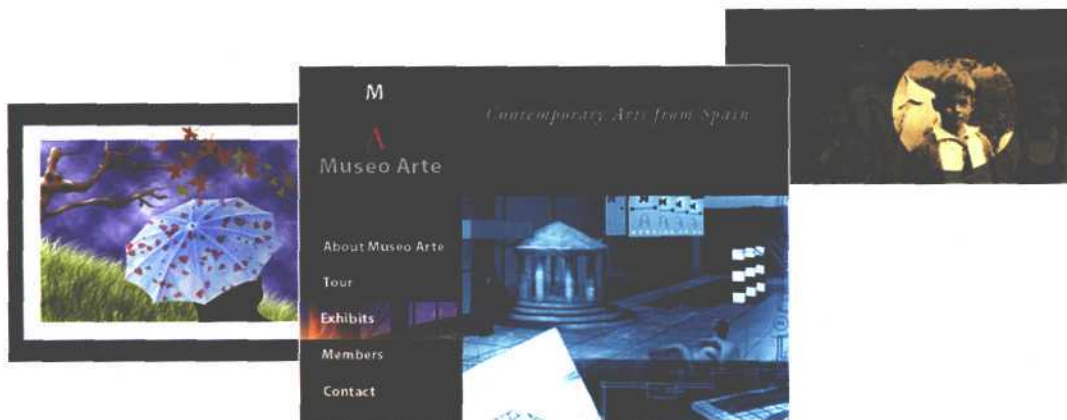 M
A
Museo Arte
Contemporary Arts from Spain
About Museo Arte
Tour
Exhibits
Members
Contact